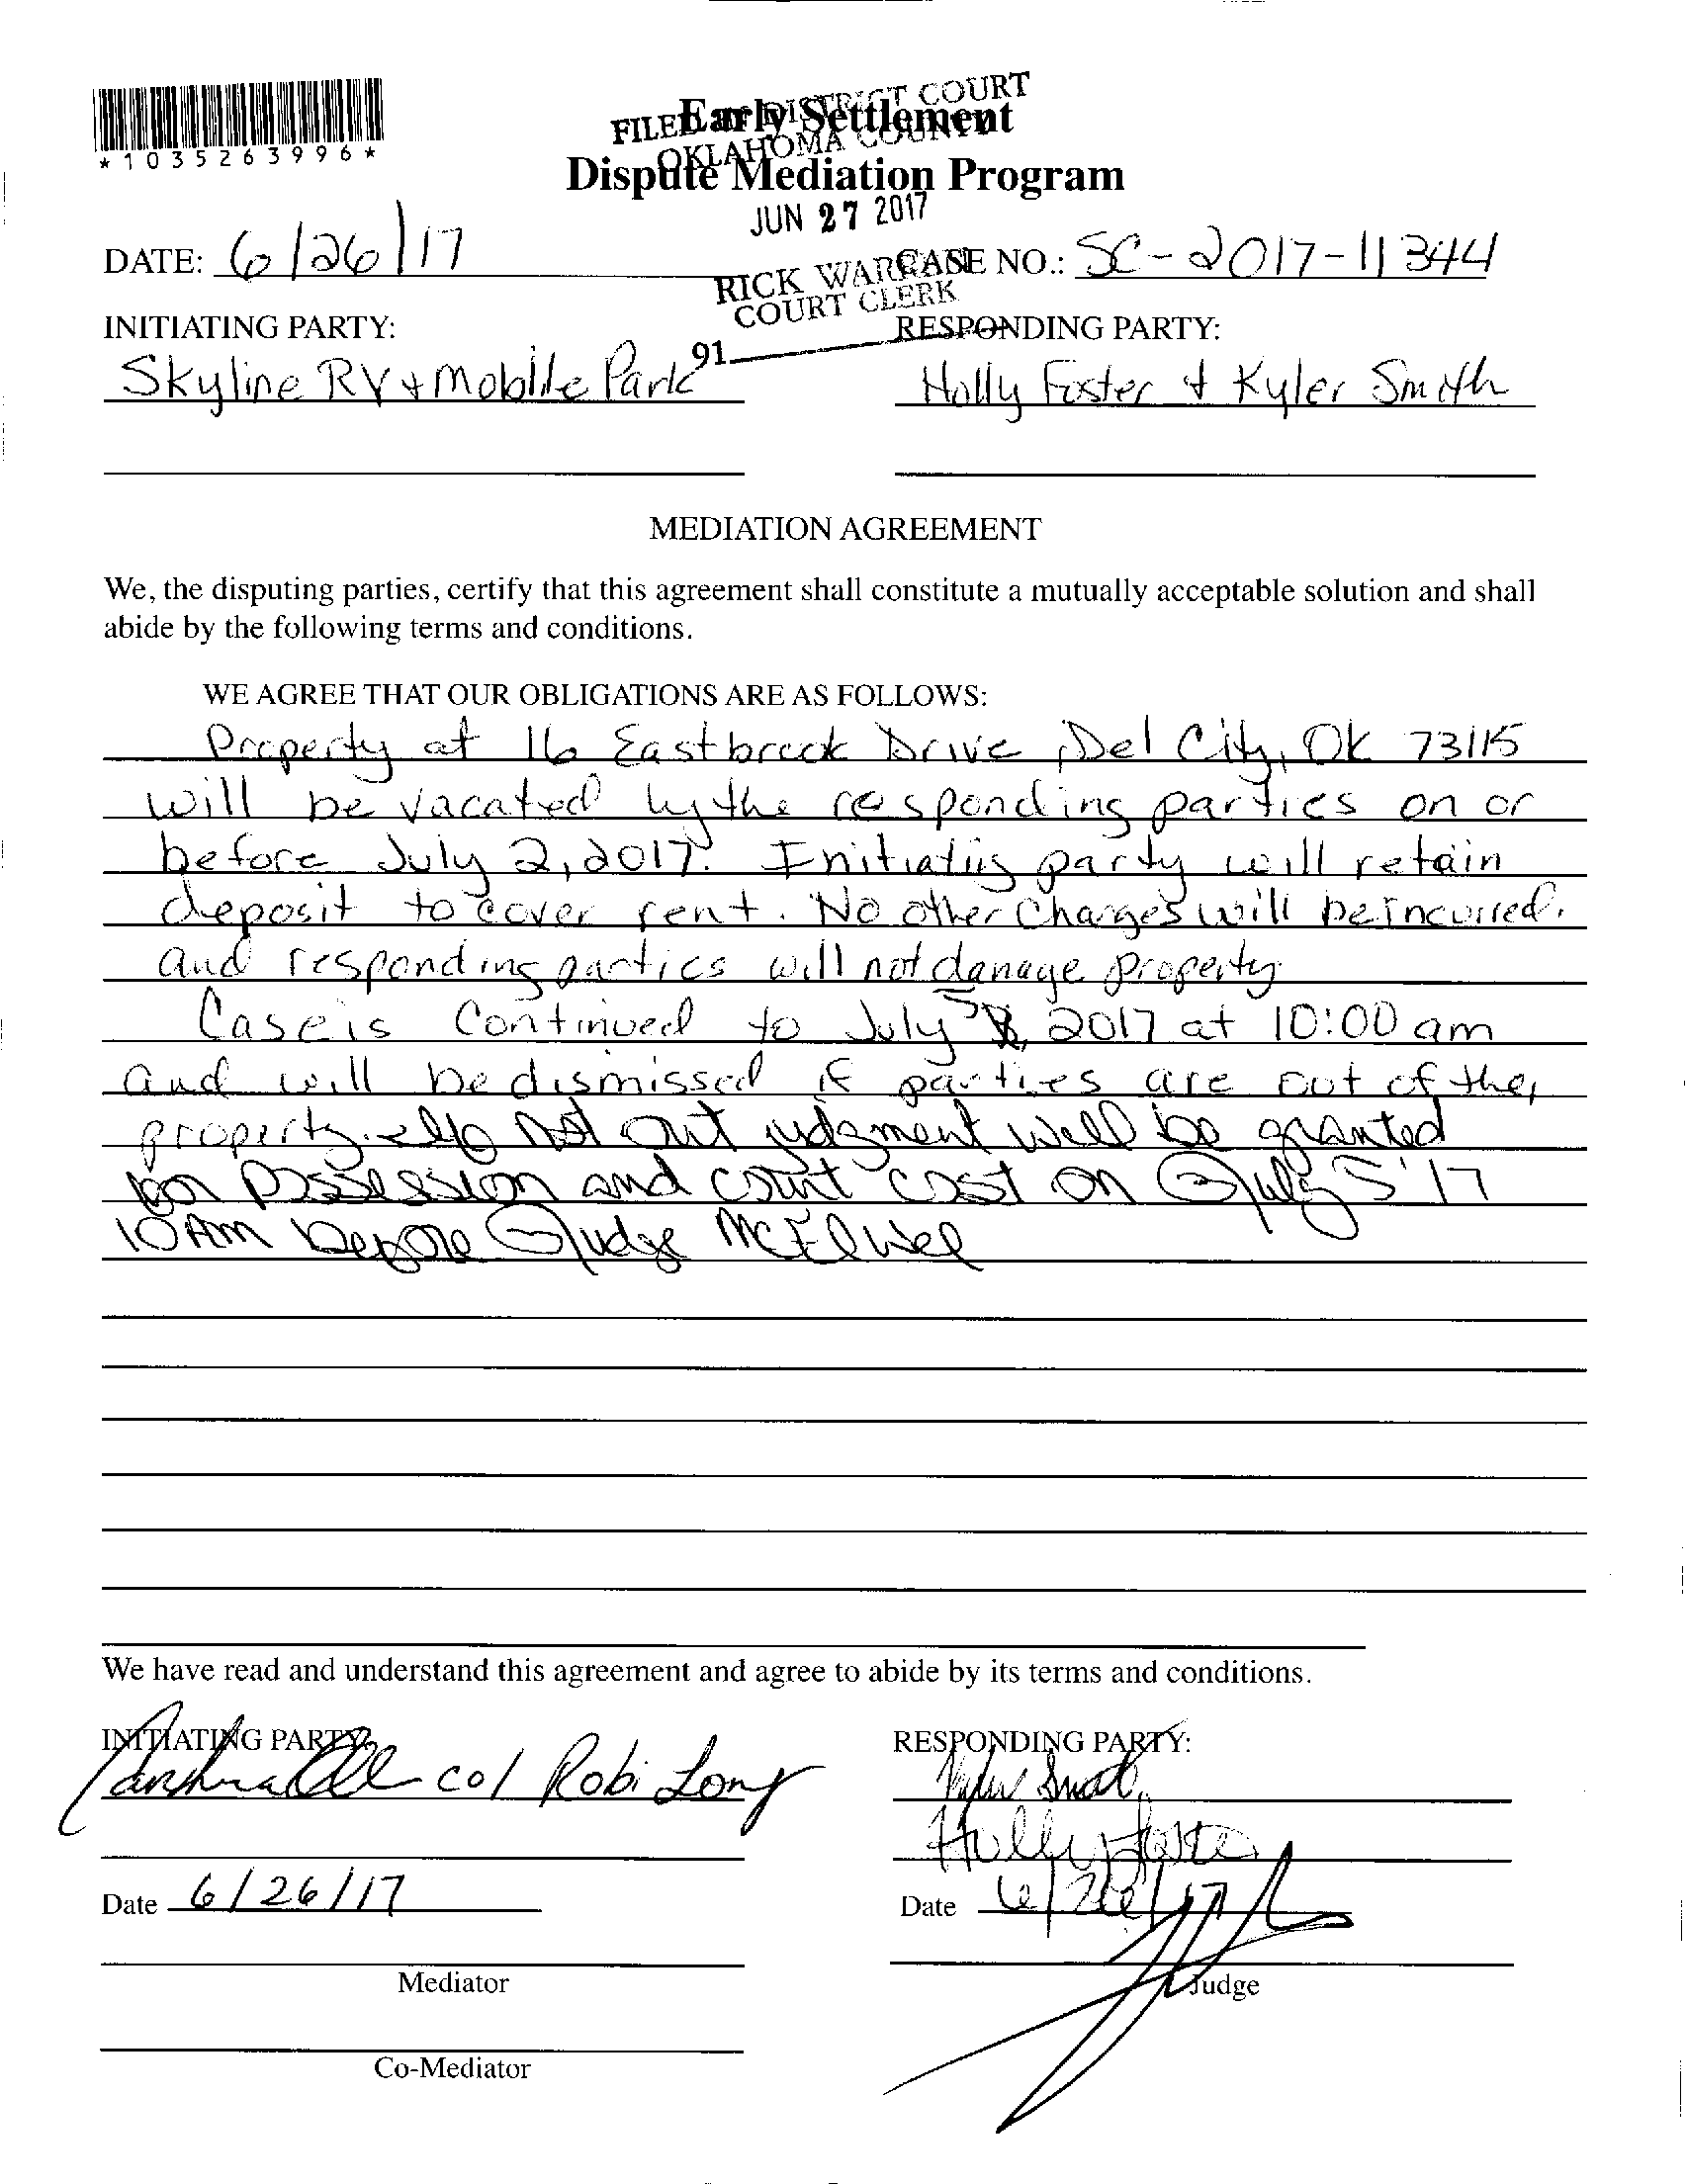 *1035263996*
FILED IN DISTRICT COURT
OKLAHOMA COUNTY
Early Settlement
Dispute Mediation Program
JUN 27 2017
DATE: 6/26/17
CASE NO.: SC-2017-11344
RICK WARREN
COURT CLERK
INITIATING PARTY:
RESPONDING PARTY:
91
Skyline RV + Mobile Park
Holly Foster + Kyler Smith
MEDIATION AGREEMENT
We, the disputing parties, certify that this agreement shall constitute a mutually acceptable solution and shall
abide by the following terms and conditions.
WE AGREE THAT OUR OBLIGATIONS ARE AS FOLLOWS:
Property at 16 Eastbrook Drive, Del City, OK 73115
will be vacated by the responding parties on or
before July 2, 2017. Initiating party will retain
deposit to cover rent. No other charges will be incurred.
and responding parties will not damage property
Case is continued to July 5, 2017 at 10:00 am
and will be dismissed if parties are out of the
property. If not out judgment will be granted
for possession and court cost on July 5 '17
10 AM before Judge McElwee
We have read and understand this agreement and agree to abide by its terms and conditions.
INITIATING PARTY:
RESPONDING PARTY:
Robi Long
Kyler Smith
Holly Foster
Date 6/26/17
Date 6/26/17
Mediator
Judge
Co-Mediator